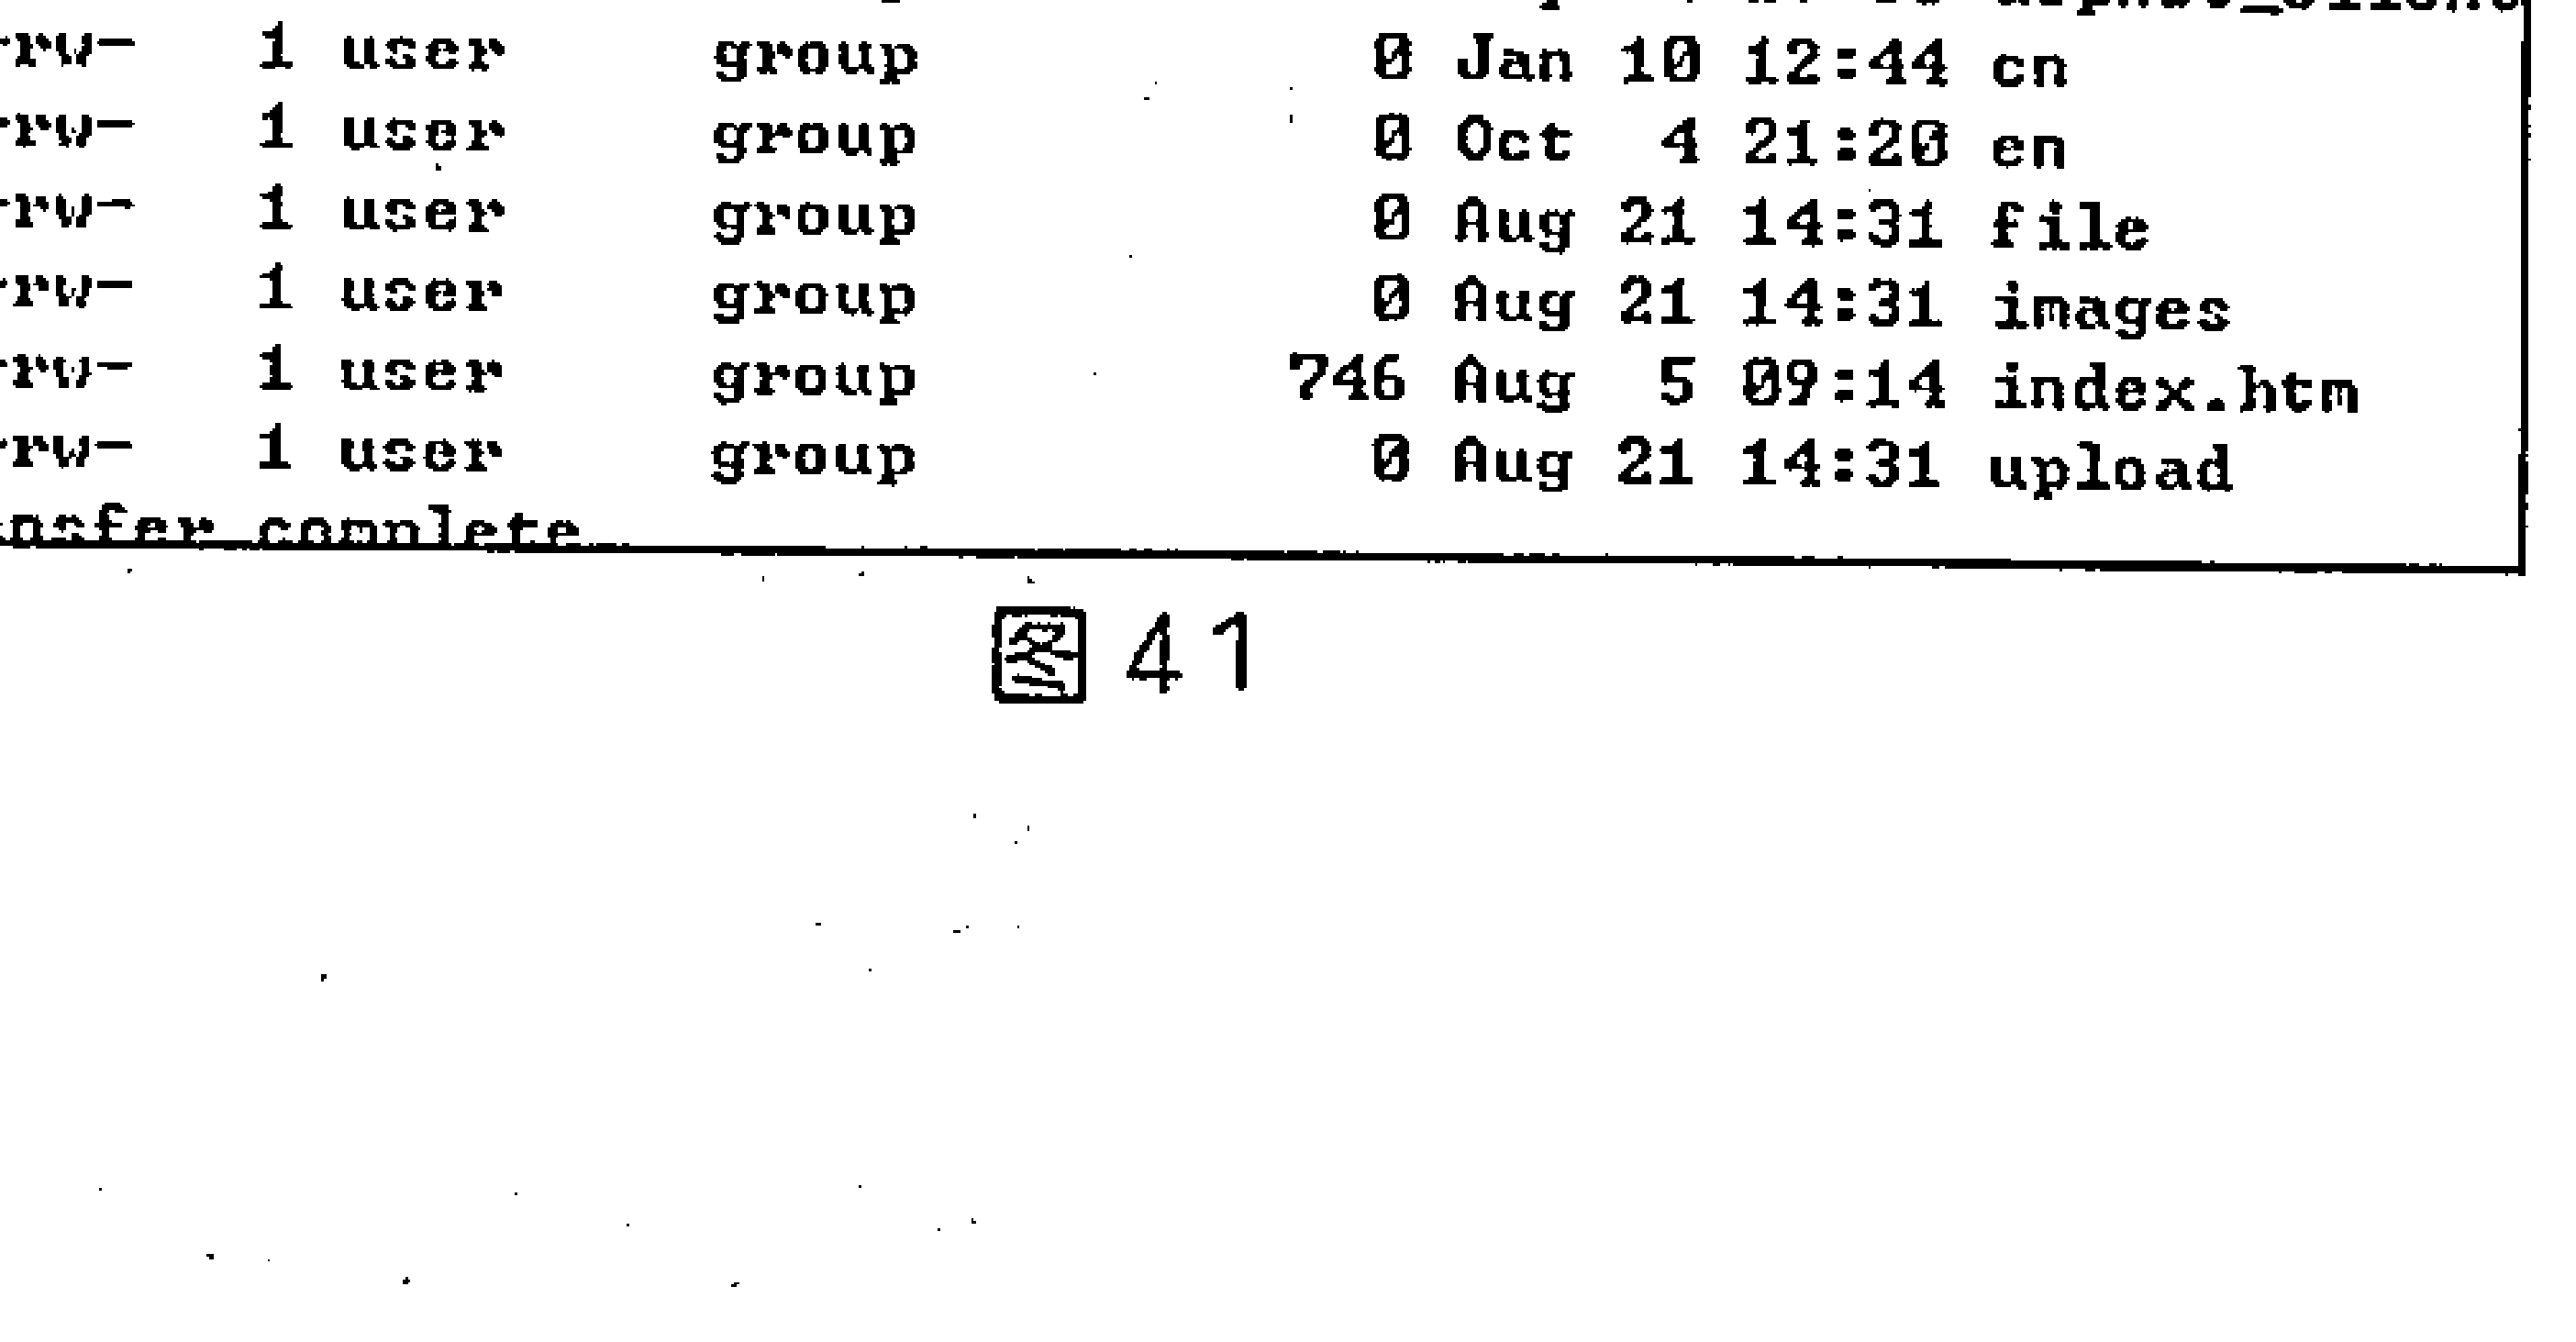 rw-   1 user     group          0 Jan 10 12:44 cn
rw-   1 user     group          0 Oct  4 21:20 en
rw-   1 user     group          0 Aug 21 14:31 file
rw-   1 user     group          0 Aug 21 14:31 images
rw-   1 user     group        746 Aug  5 09:14 index.htm
rw-   1 user     group          0 Aug 21 14:31 upload
nsfer complete
图 41